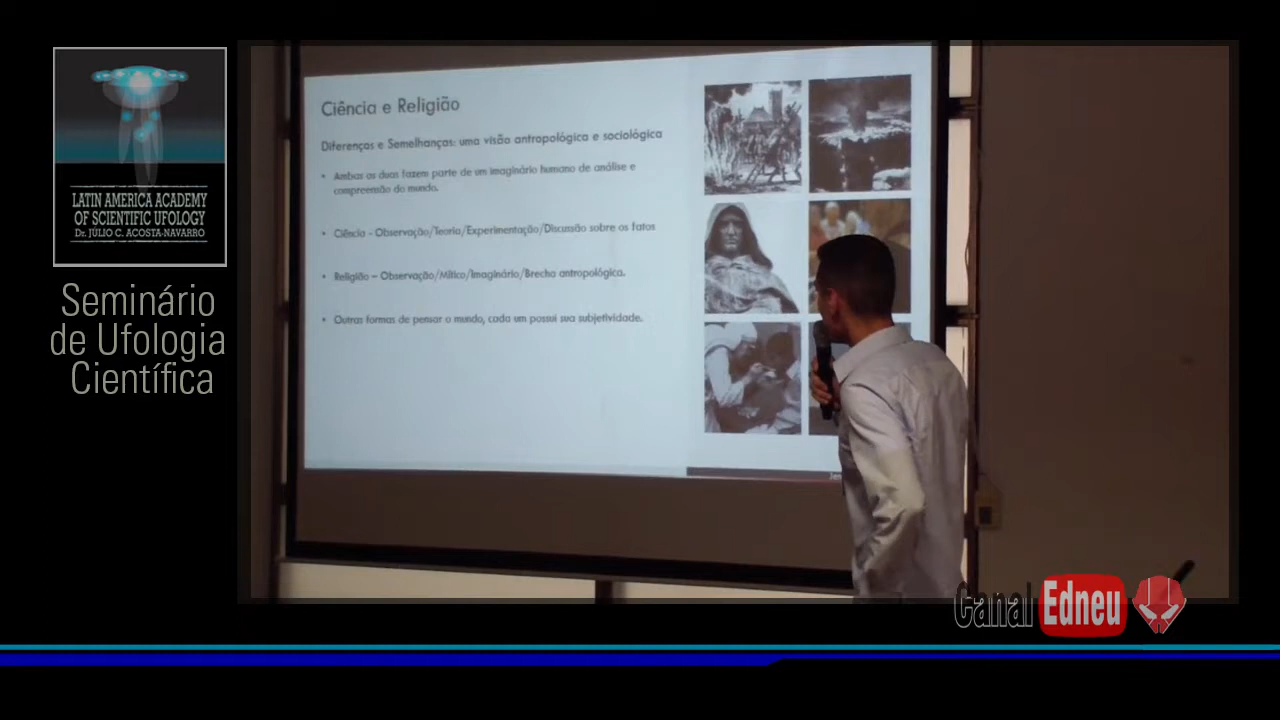 LATIN AMERICA ACADEMY
OF SCIENTIFIC UFOLOGY
Dr. JÚLIO C. ACOSTA-NAVARRO
Seminário
de Ufologia
Científica
Ciência e Religião
Diferenças e Semelhanças: uma visão antropológica e sociológica
• Ambas as duas fazem parte de um imaginário humano de análise e
compreensão do mundo.
• Ciência - Observação/Teoria/Experimentação/Discussão sobre os fatos
• Religião – Observação/Mítico/Imaginário/Brecha antropológica.
• Outras formas de pensar o mundo, cada um possui sua subjetividade.
Canal Edneu